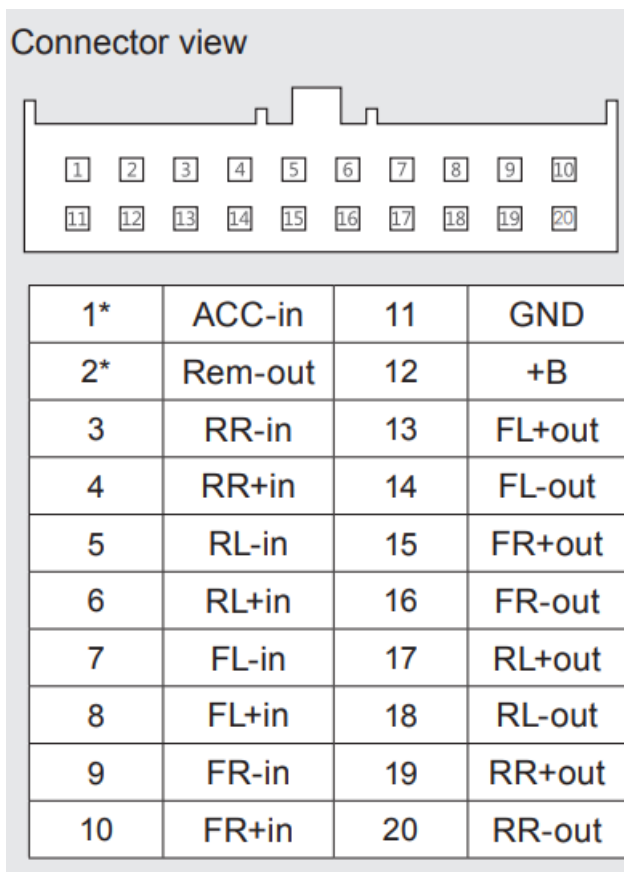 Connector view
1 2 3 4 5 6 7 8 9 10
11 12 13 14 15 16 17 18 19 20
1* ACC-in 11 GND
2* Rem-out 12 +B
3 RR-in 13 FL+out
4 RR+in 14 FL-out
5 RL-in 15 FR+out
6 RL+in 16 FR-out
7 FL-in 17 RL+out
8 FL+in 18 RL-out
9 FR-in 19 RR+out
10 FR+in 20 RR-out